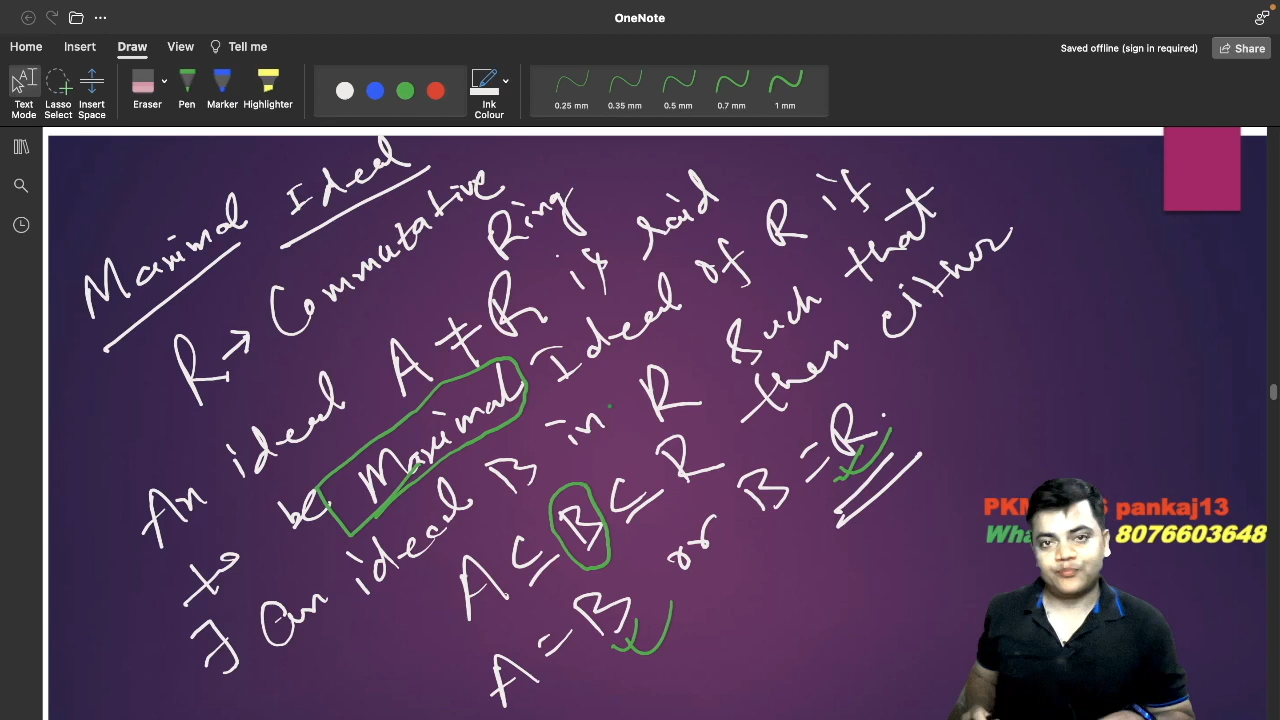 OneNote
Home Insert Draw View Tell me
Saved offline (sign in required) Share
Text Mode
Lasso Select
Insert Space
Eraser
Pen
Marker
Highlighter
Ink Colour
0.25 mm 0.35 mm 0.5 mm 0.7 mm 1 mm
Maximal Ideal
R → Commutative Ring
An ideal A ≠ R is said
to be Maximal Ideal of R if
∃ an ideal B in R such that
A ⊆ B ⊆ R then either
A = B or B = R.
pankaj13
8076603648